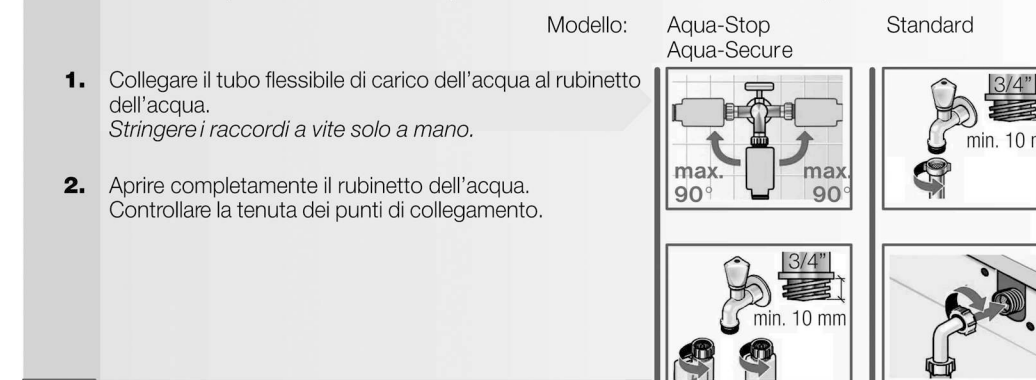 Modello: Aqua-Stop Standard
Aqua-Secure
1. Collegare il tubo flessibile di carico dell'acqua al rubinetto
dell'acqua.
Stringere i raccordi a vite solo a mano.
2. Aprire completamente il rubinetto dell'acqua.
Controllare la tenuta dei punti di collegamento.
max. 90°
max. 90°
3/4"
min. 10 mm
3/4"
min. 10